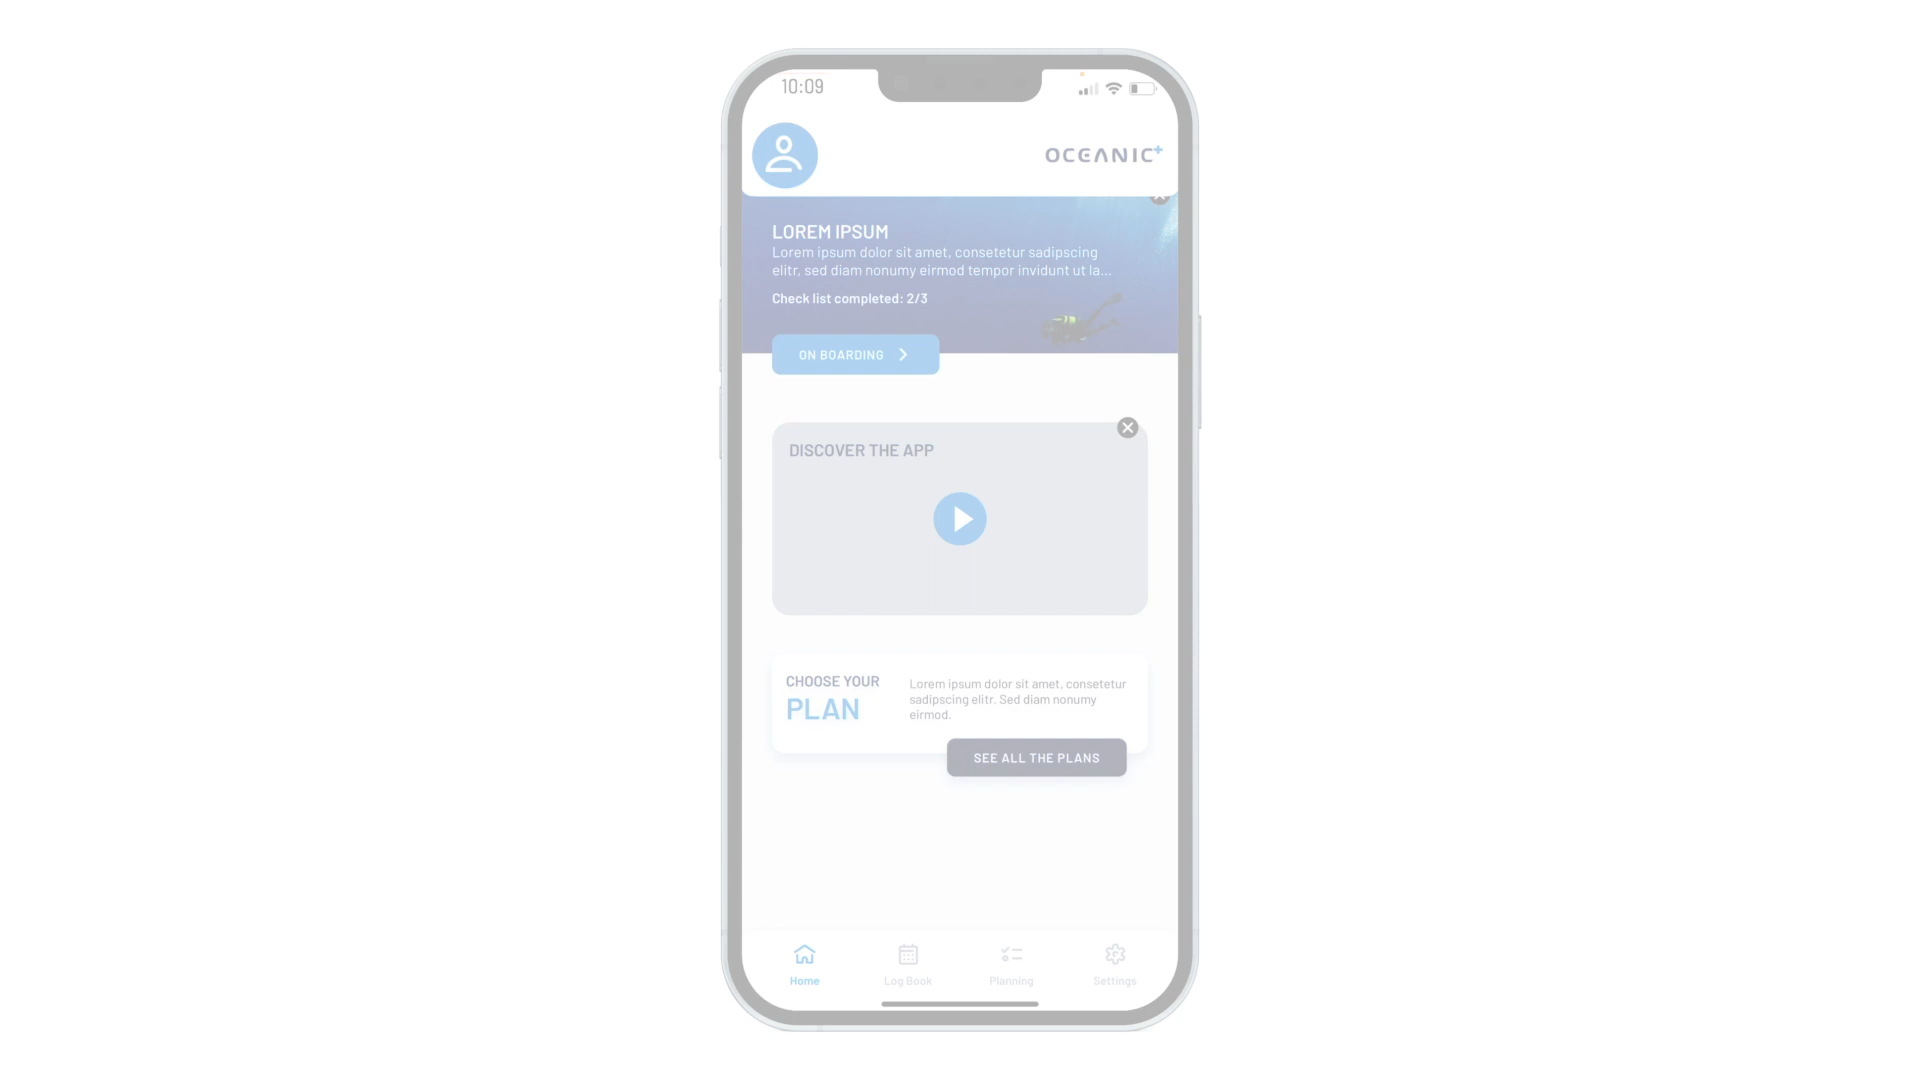 10:09
OCEANIC+
LOREM IPSUM
Lorem ipsum dolor sit amet, consetetur sadipscing
elitr, sed diam nonumy eirmod tempor invidunt ut la...
Check list completed: 2/3
ON BOARDING
DISCOVER THE APP
CHOOSE YOUR
PLAN
Lorem ipsum dolor sit amet, consetetur
sadipscing elitr. Sed diam nonumy
eirmod.
SEE ALL THE PLANS
Home
Log Book
Planning
Settings